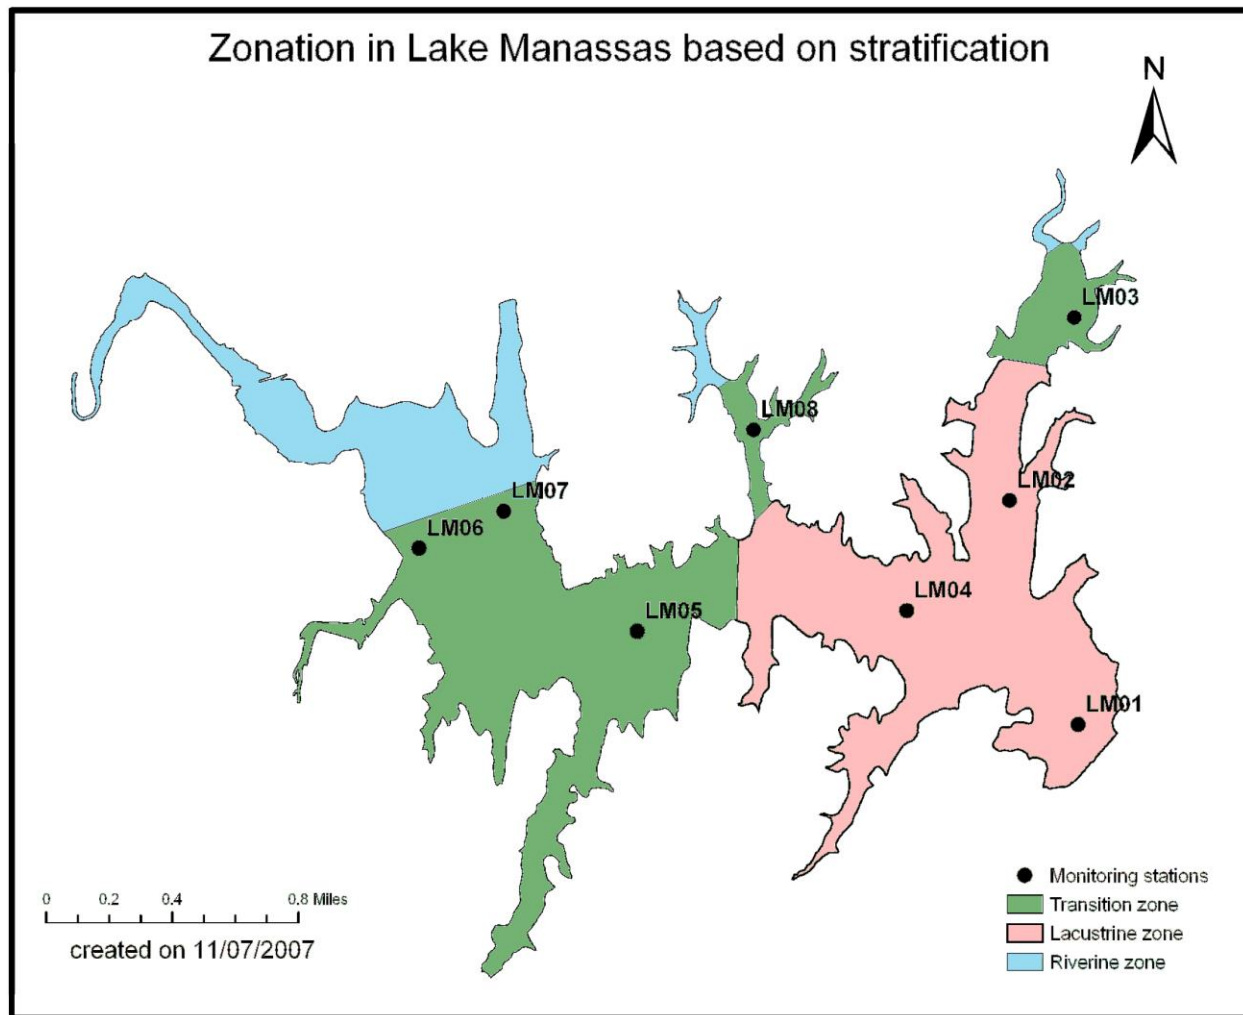 Zonation in Lake Manassas based on stratification
N
LM03
LM08
LM02
LM07
LM06
LM04
LM05
LM01
0 0.2 0.4 0.8 Miles
created on 11/07/2007
Monitoring stations
Transition zone
Lacustrine zone
Riverine zone